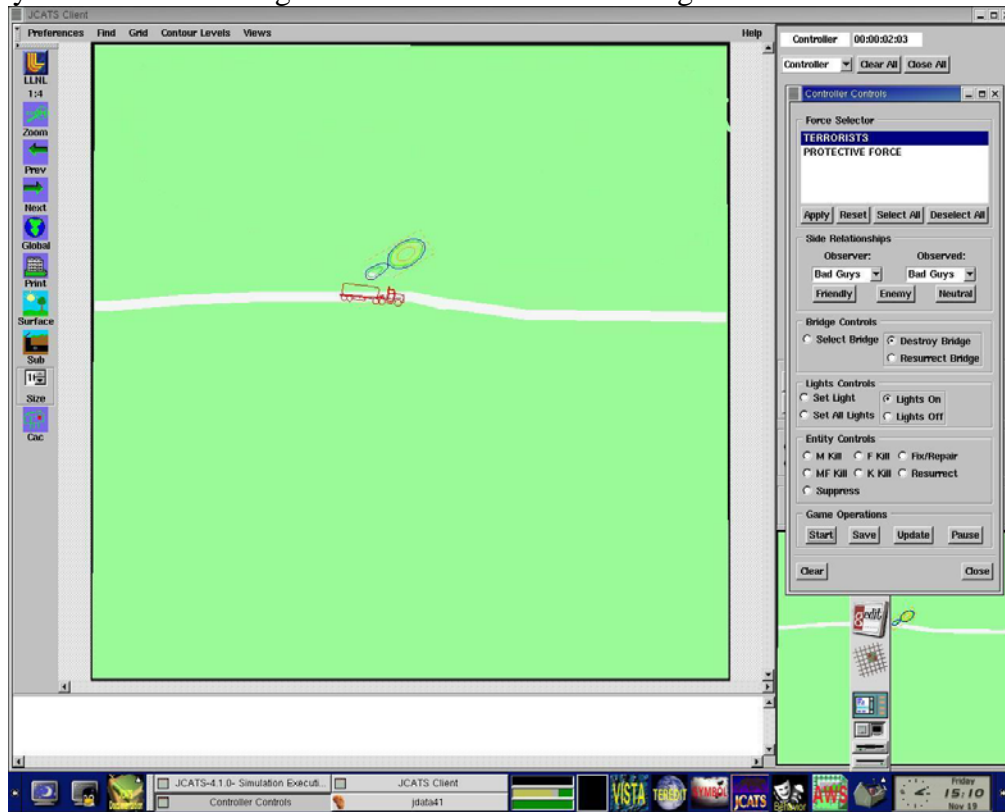 JCATS Client
Preferences Find Grid Contour Levels Views Help
LLNL
1:4
Zoom
Prev
Next
Global
Print
Surface
Sub
Size
Cac
Controller 00:00:02:03
Controller Clear All Close All
Controller Controls
Force Selector
TERRORISTS
PROTECTIVE FORCE
Apply Reset Select All Deselect All
Side Relationships
Observer: Observed:
Bad Guys Bad Guys
Friendly Enemy Neutral
Bridge Controls
Select Bridge Destroy Bridge
Resurrect Bridge
Lights Controls
Set Light Lights On
Set All Lights Lights Off
Entity Controls
M Kill F Kill Fix/Repair
MF Kill K Kill Resurrect
Suppress
Game Operations
Start Save Update Pause
Clear Close
gedit
JCATS-4.1.0- Simulation Executi... JCATS Client
Controller Controls jdata41
VISTA TEREDIT SYMBOL JCATS Behavior AWS
Friday
15:10
Nov 19